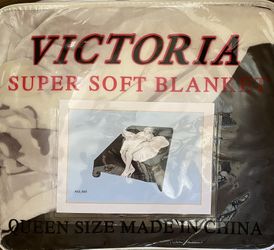 VICTORIA
SUPER SOFT BLANKET
QUEEN SIZE MADE IN CHINA